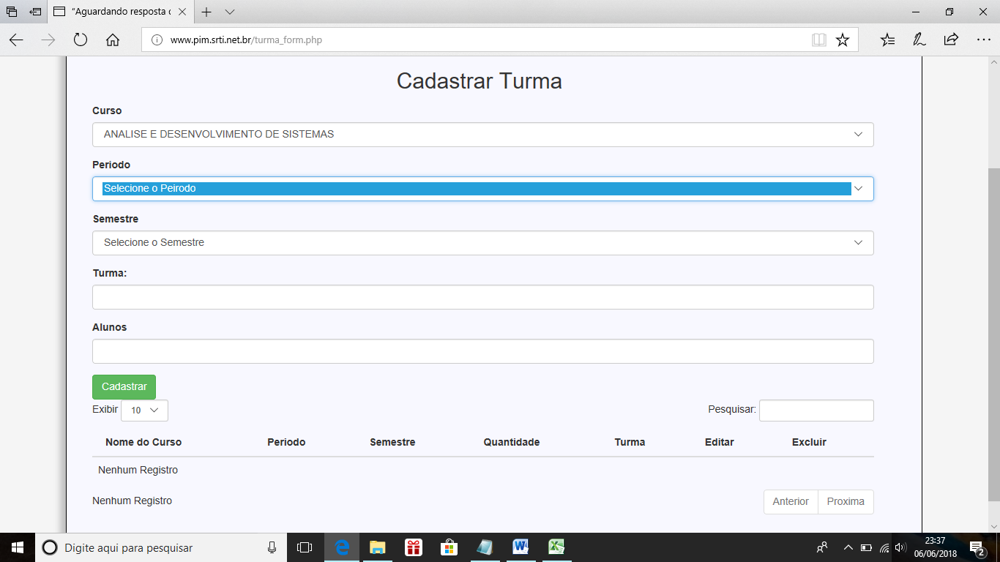 “Aguardando resposta c
www.pim.srti.net.br/turma_form.php
Cadastrar Turma
Curso
ANALISE E DESENVOLVIMENTO DE SISTEMAS
Periodo
Selecione o Peirodo
Semestre
Selecione o Semestre
Turma:
Alunos
Cadastrar
Exibir 10 Pesquisar:
Nome do Curso Periodo Semestre Quantidade Turma Editar Excluir
Nenhum Registro
Nenhum Registro Anterior Proxima
Digite aqui para pesquisar
23:37
06/06/2018
2